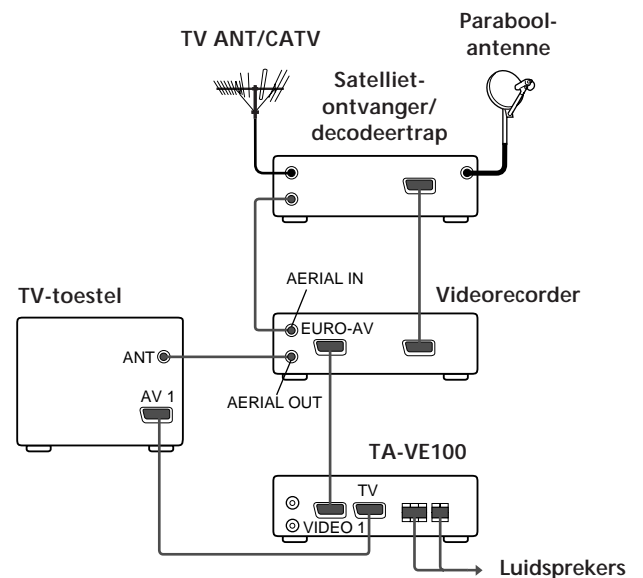 TV ANT/CATV
Parabool-
antenne
Satelliet-
ontvanger/
decodeertrap
AERIAL IN
TV-toestel
Videorecorder
EURO-AV
ANT
AV 1
AERIAL OUT
TA-VE100
TV
VIDEO 1
Luidsprekers